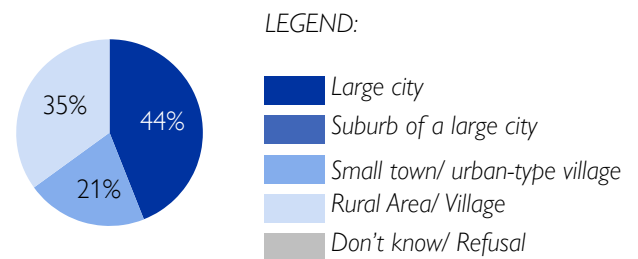 LEGEND:
35%
44%
21%
Large city
Suburb of a large city
Small town/ urban-type village
Rural Area/ Village
Don't know/ Refusal